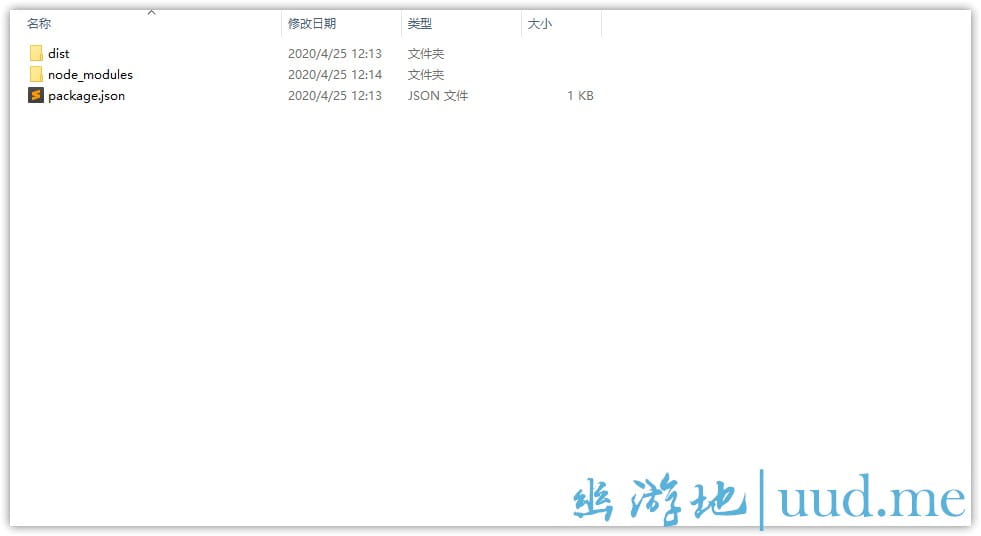 名称 修改日期 类型 大小
dist 2020/4/25 12:13 文件夹
node_modules 2020/4/25 12:14 文件夹
package.json 2020/4/25 12:13 JSON 文件 1 KB
幽游地|uud.me